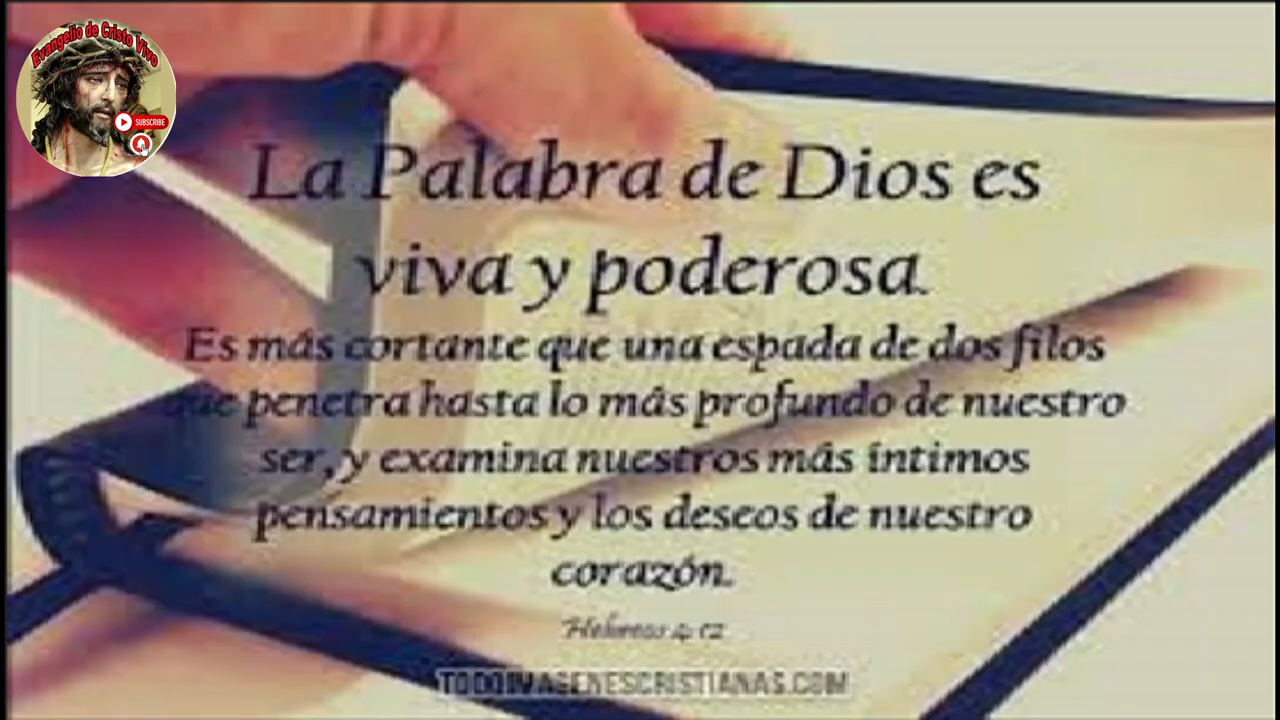 Evangelio de Cristo Vivo
SUBSCRIBE
La Palabra de Dios es
viva y poderosa.
Es más cortante que una espada de dos filos
que penetra hasta lo más profundo de nuestro
ser, y examina nuestros más íntimos
pensamientos y los deseos de nuestro
corazón.
Hebreos 4:12
TODOIMAGENESCRISTIANAS.COM